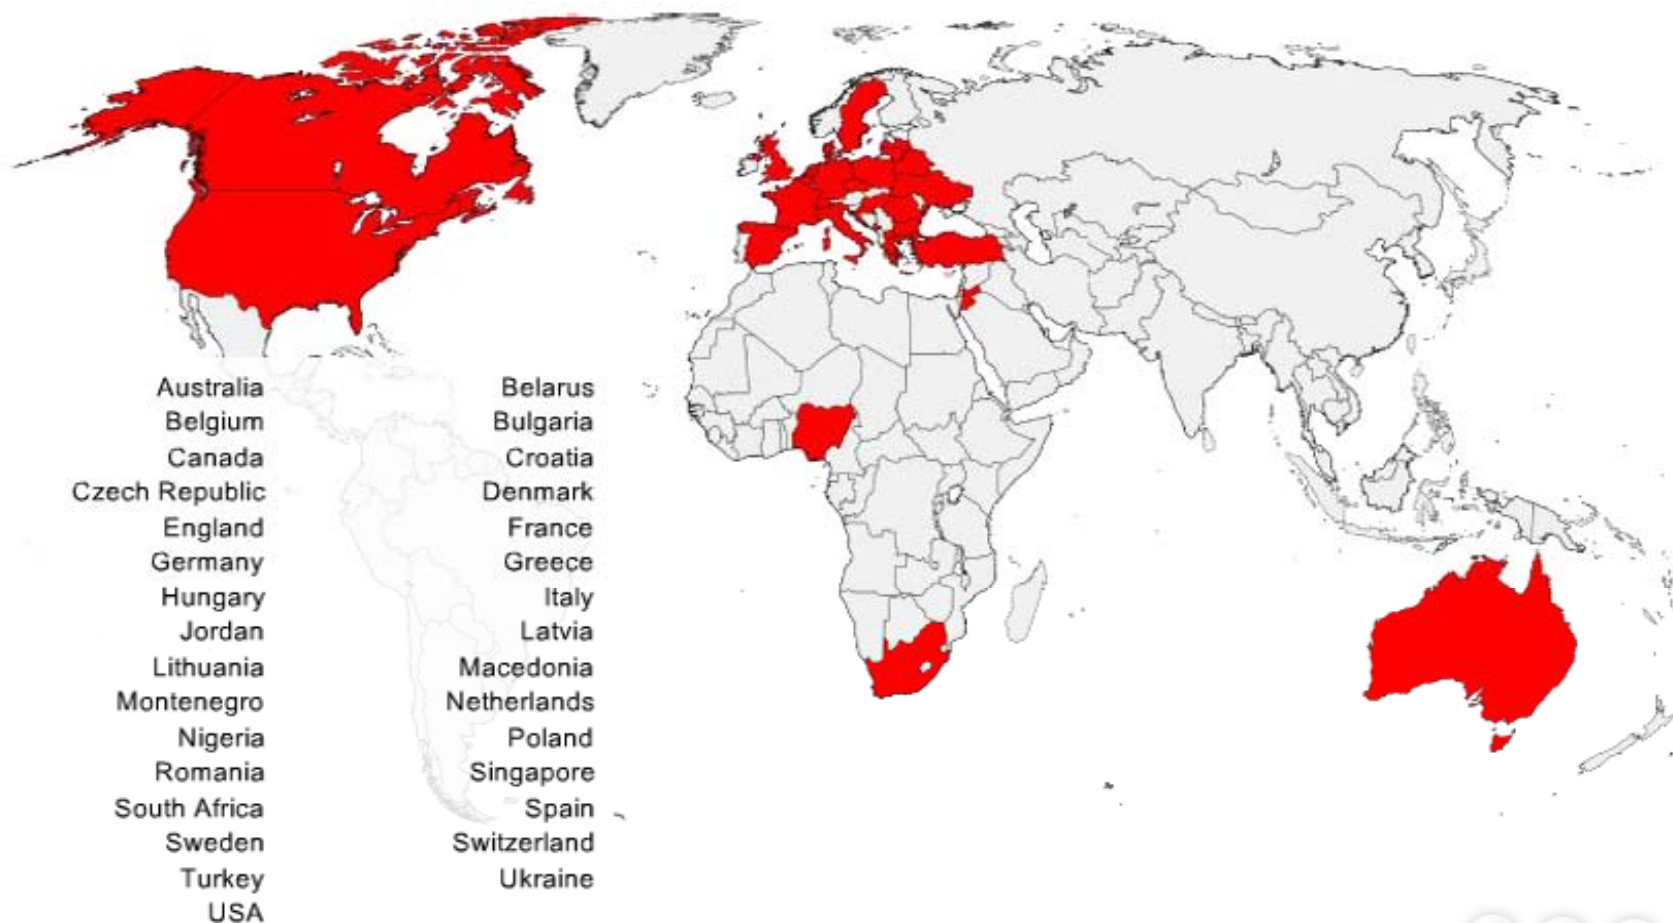 Australia Belarus
Belgium Bulgaria
Canada Croatia
Czech Republic Denmark
England France
Germany Greece
Hungary Italy
Jordan Latvia
Lithuania Macedonia
Montenegro Netherlands
Nigeria Poland
Romania Singapore
South Africa Spain
Sweden Switzerland
Turkey Ukraine
USA